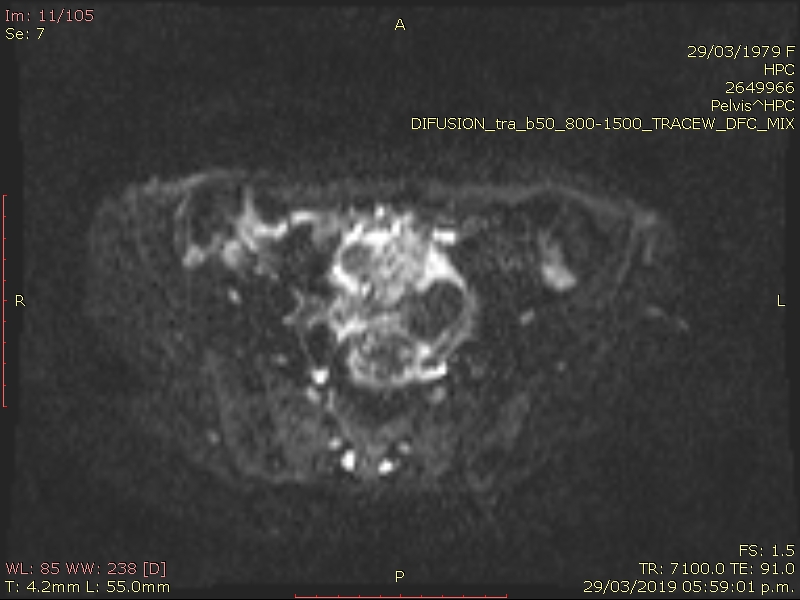 Im: 11/105
Se: 7
A
29/03/1979 F
HPC
2649966
Pelvis^HPC
DIFUSION_tra_b50_800-1500_TRACEW_DFC_MIX
R
L
WL: 85 WW: 238 [D]
T: 4.2mm L: 55.0mm
P
FS: 1.5
TR: 7100.0 TE: 91.0
29/03/2019 05:59:01 p.m.